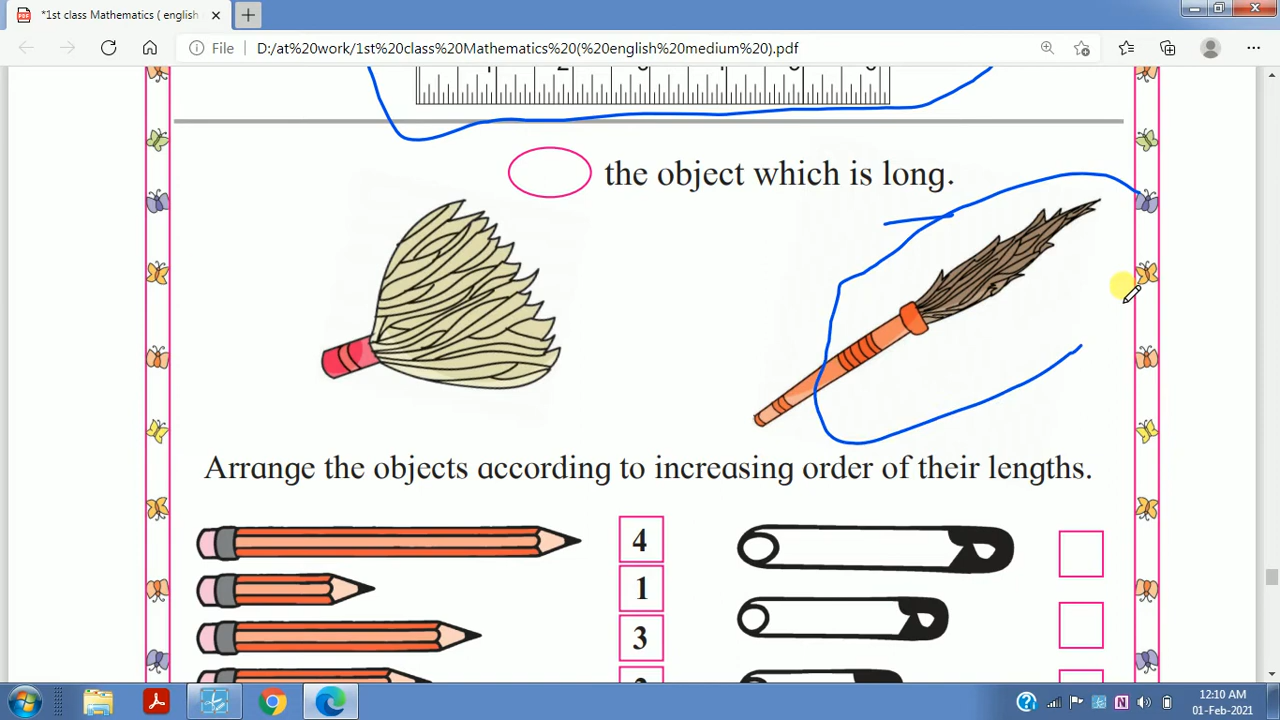 *1st class Mathematics ( english
File
D:/at%20work/1st%20class%20Mathematics%20(%20english%20medium%20).pdf
the object which is long.
Arrange the objects according to increasing order of their lengths.
4
1
3
12:10 AM
01-Feb-2021